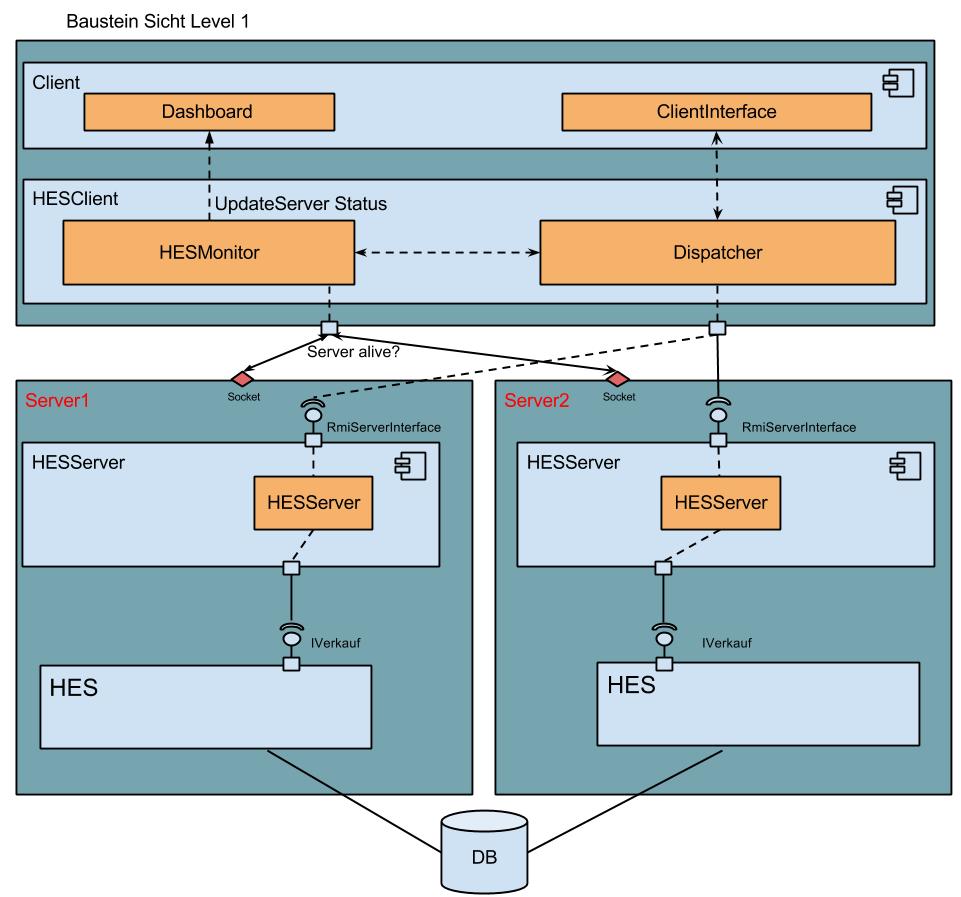 Baustein Sicht Level 1
Client
Dashboard
ClientInterface
HESClient
UpdateServer Status
HESMonitor
Dispatcher
Server alive?
Socket
Socket
Server1
Server2
RmiServerInterface
RmiServerInterface
HESServer
HESServer
HESServer
HESServer
IVerkauf
IVerkauf
HES
HES
DB